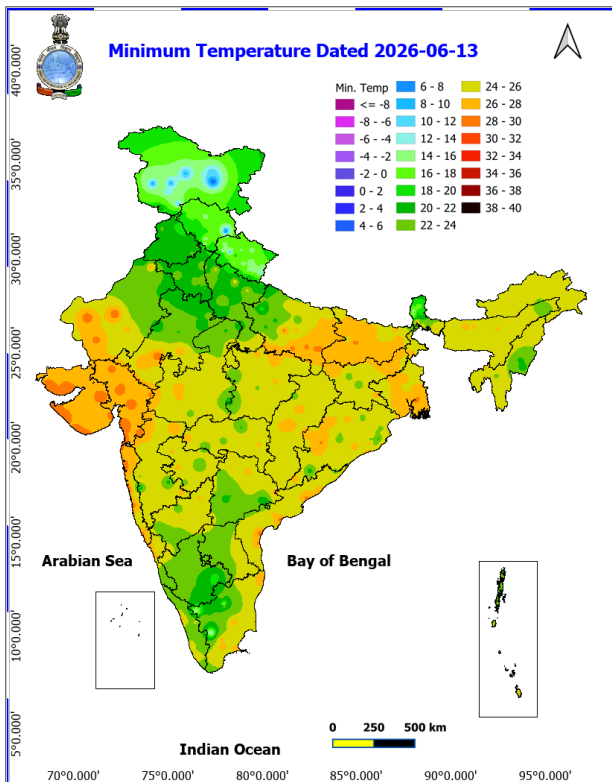 Minimum Temperature Dated 2026-06-13
Min. Temp
<= -8
-8 - -6
-6 - -4
-4 - -2
-2 - 0
0 - 2
2 - 4
4 - 6
6 - 8
8 - 10
10 - 12
12 - 14
14 - 16
16 - 18
18 - 20
20 - 22
22 - 24
24 - 26
26 - 28
28 - 30
30 - 32
32 - 34
34 - 36
36 - 38
38 - 40
40°0.000'
35°0.000'
30°0.000'
25°0.000'
20°0.000'
15°0.000'
10°0.000'
5°0.000'
Arabian Sea
Bay of Bengal
Indian Ocean
0 250 500 km
70°0.000' 75°0.000' 80°0.000' 85°0.000' 90°0.000' 95°0.000'